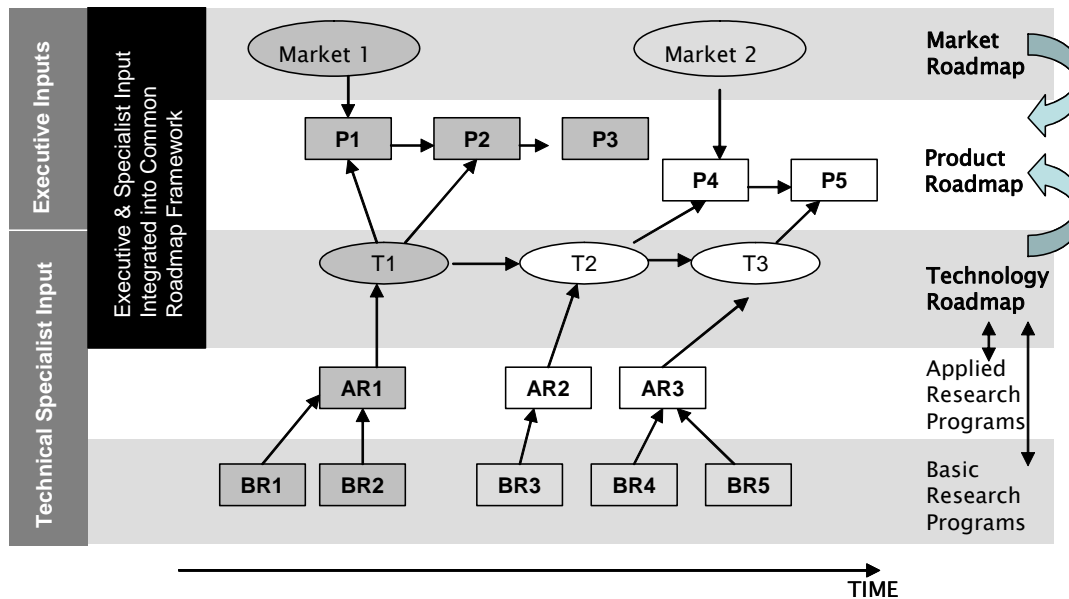 Executive Inputs
Technical Specialist Input
Executive & Specialist Input
Integrated into Common
Roadmap Framework
Market 1
Market 2
Market
Roadmap
P1
P2
P3
P4
P5
Product
Roadmap
T1
T2
T3
Technology
Roadmap
AR1
AR2
AR3
Applied
Research
Programs
BR1
BR2
BR3
BR4
BR5
Basic
Research
Programs
TIME